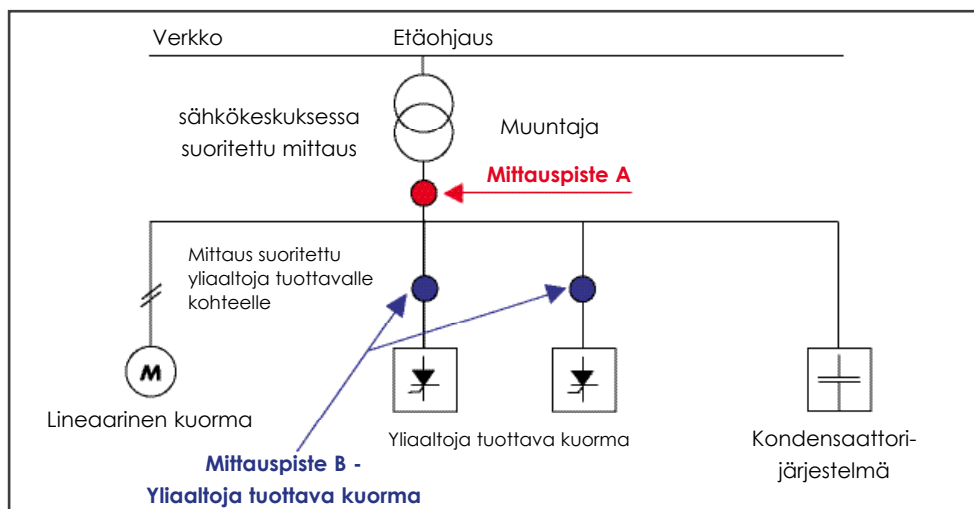 Verkko
Etäohjaus
sähkökeskuksessa
suoritettu mittaus
Muuntaja
Mittauspiste A
Mittaus suoritettu
yliaaltoja tuottavalle
kohteelle
M
Lineaarinen kuorma
Yliaaltoja tuottava kuorma
Kondensaattori-
järjestelmä
Mittauspiste B -
Yliaaltoja tuottava kuorma